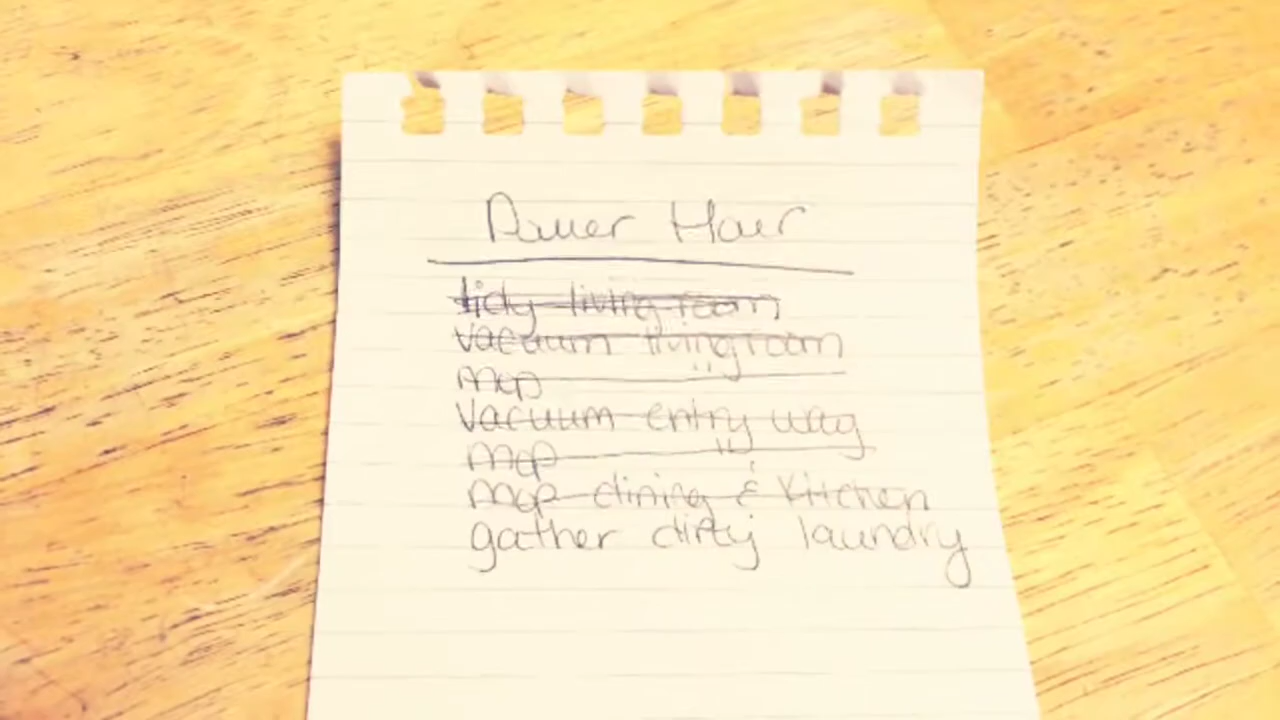 Power Hour
tidy living room
vacuum living room
mop "
vacuum entry way
mop "
mop dining & Kitchen
gather dirty laundry